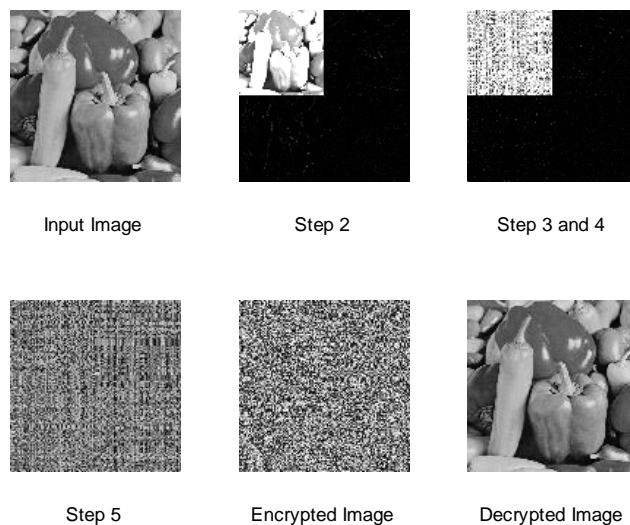 Input Image
Step 2
Step 3 and 4
Step 5
Encrypted Image
Decrypted Image